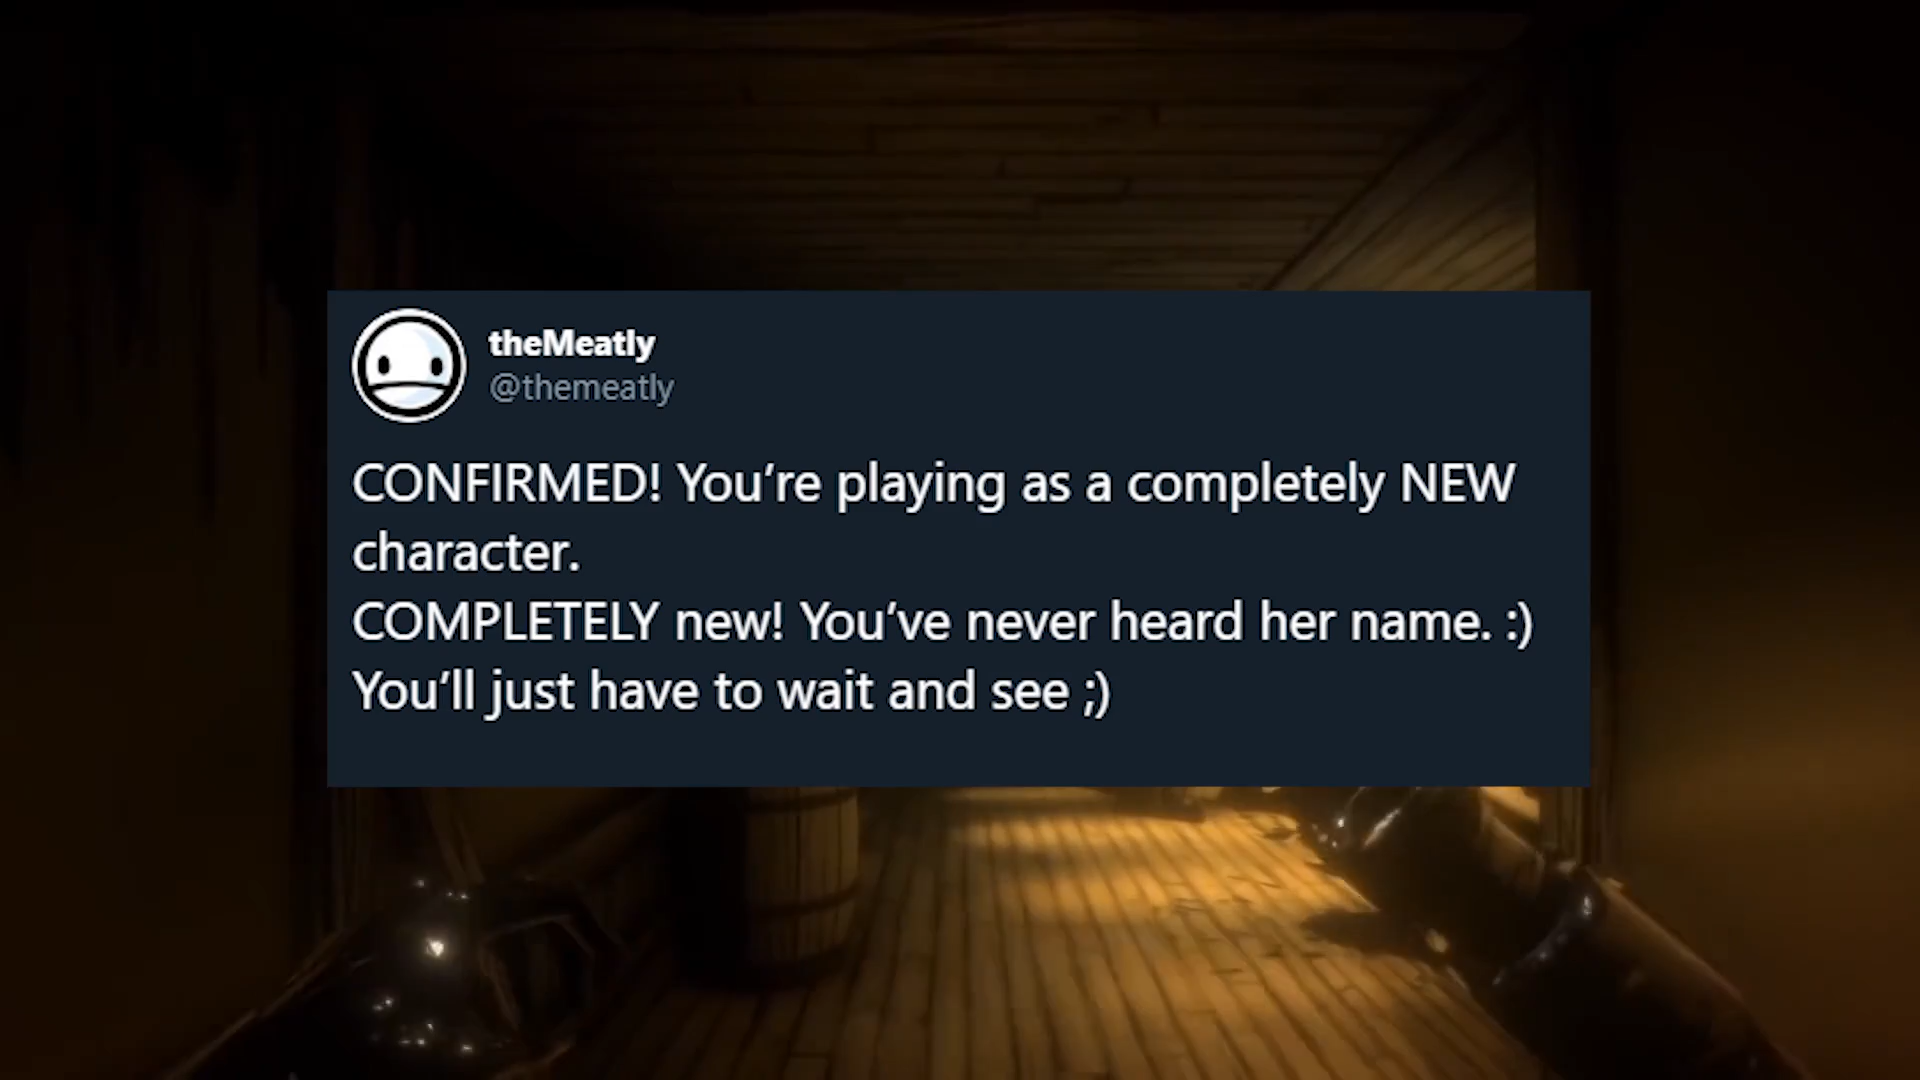 theMeatly
@themeatly
CONFIRMED! You’re playing as a completely NEW
character.
COMPLETELY new! You’ve never heard her name. :)
You’ll just have to wait and see ;)